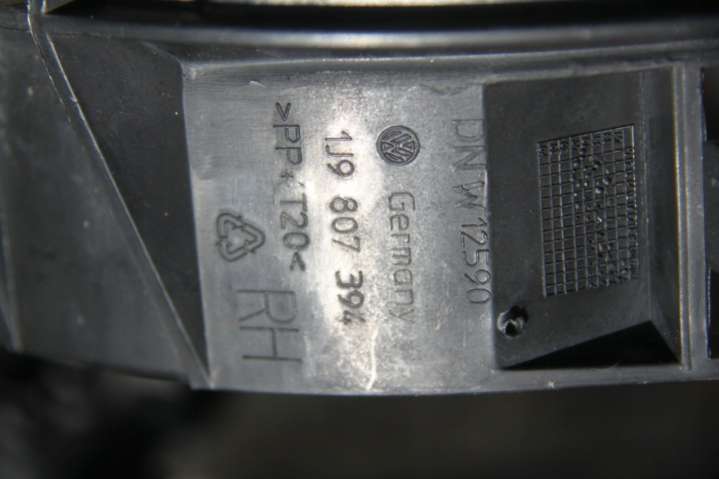 DNW 12590
Germany
1J9 807 394
>PP+T20<
RH